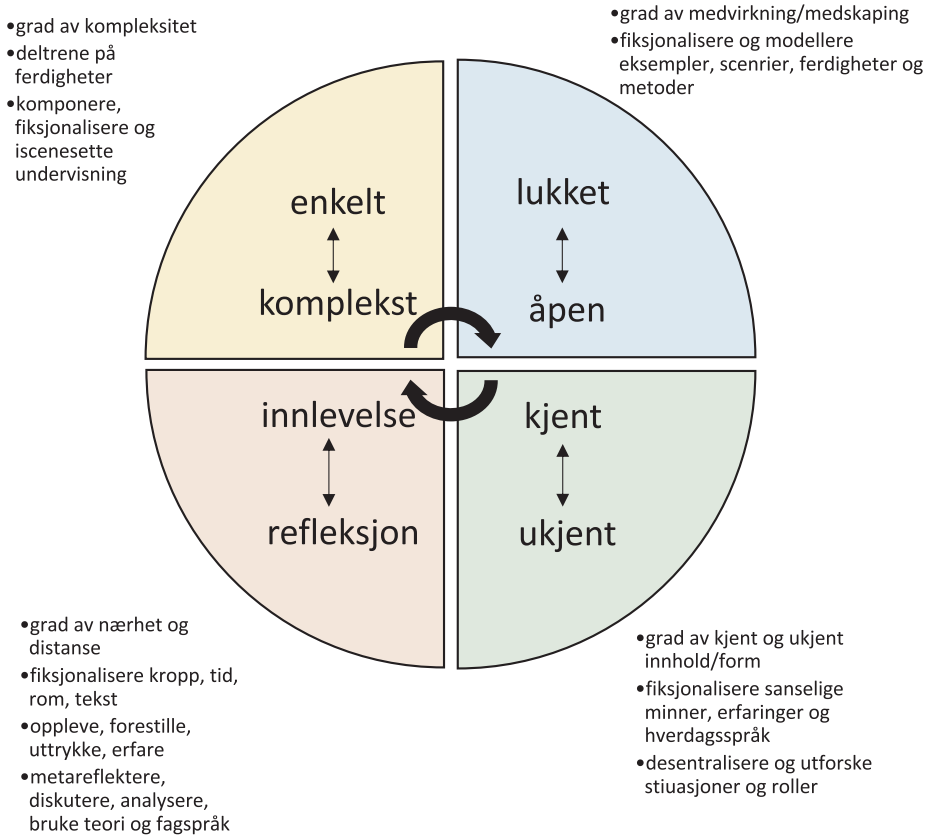 •grad av kompleksitet
•deltrene på
ferdigheter
•komponere,
fiksjonalisere og
iscenesette
undervisning
•grad av medvirkning/medskaping
•fiksjonalisere og modellere
eksempler, scenrier, ferdigheter og
metoder
enkelt
komplekst
lukket
åpen
innlevelse
refleksjon
kjent
ukjent
•grad av nærhet og
distanse
•fiksjonalisere kropp, tid,
rom, tekst
•oppleve, forestille,
uttrykke, erfare
•metareflektere,
diskutere, analysere,
bruke teori og fagspråk
•grad av kjent og ukjent
innhold/form
•fiksjonalisere sanselige
minner, erfaringer og
hverdagsspråk
•desentralisere og utforske
stiuasjoner og roller